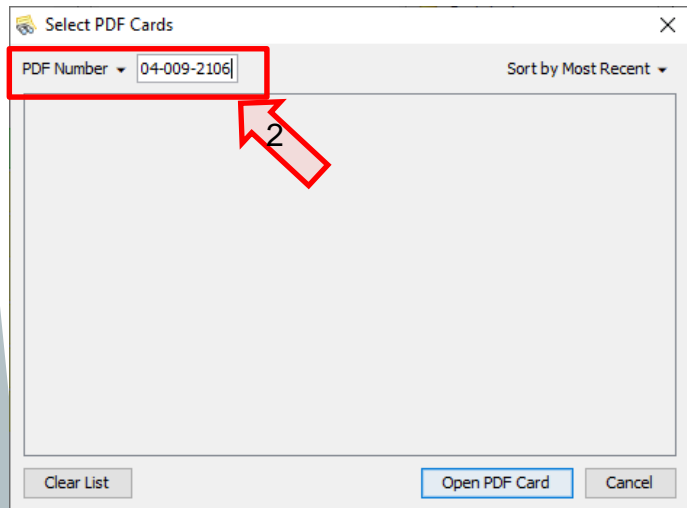 Select PDF Cards
PDF Number 04-009-2106 Sort by Most Recent
2
Clear List Open PDF Card Cancel